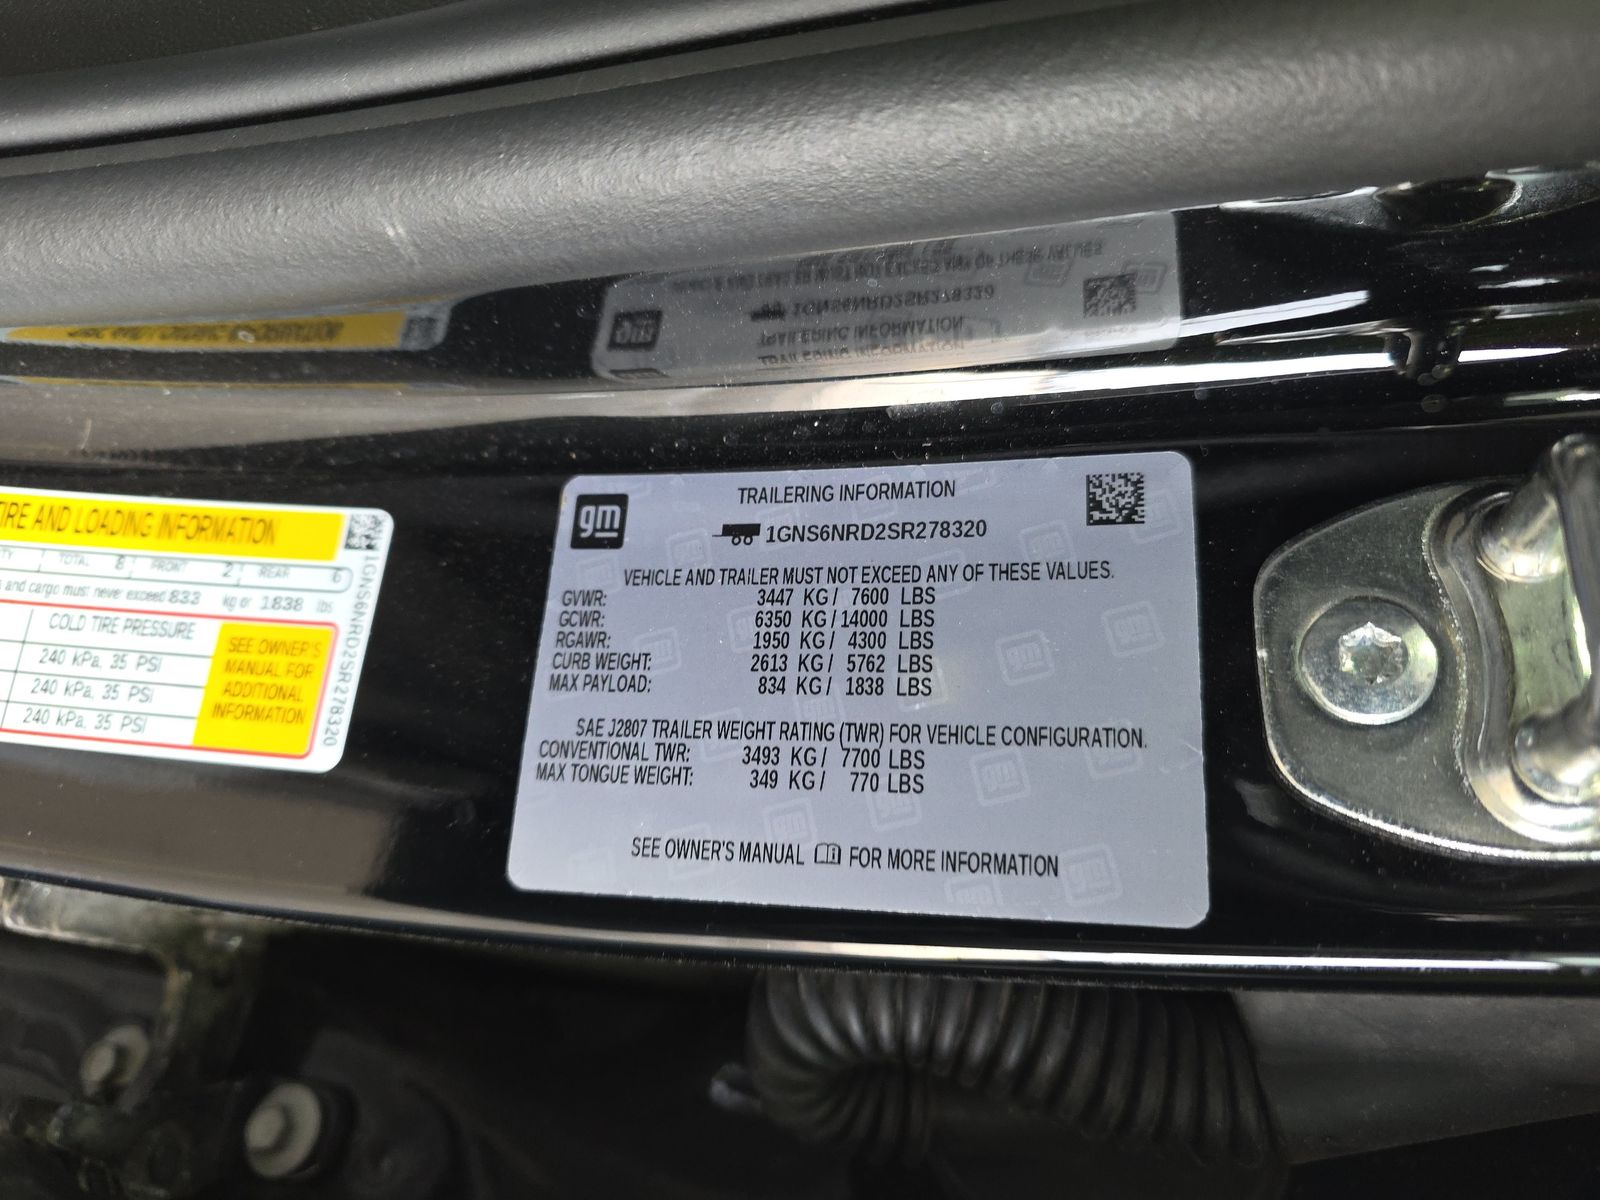 TIRE AND LOADING INFORMATION
TOTAL 8 FRONT 2 REAR 6
and cargo must never exceed 833 kg or 1838 lbs
COLD TIRE PRESSURE
240 kPa, 35 PSI
240 kPa, 35 PSI
240 kPa, 35 PSI
SEE OWNER'S
MANUAL FOR
ADDITIONAL
INFORMATION
1GNS6NRD2SR278320
gm
TRAILERING INFORMATION
1GNS6NRD2SR278320
VEHICLE AND TRAILER MUST NOT EXCEED ANY OF THESE VALUES.
GVWR: 3447 KG / 7600 LBS
GCWR: 6350 KG / 14000 LBS
RGAWR: 1950 KG / 4300 LBS
CURB WEIGHT: 2613 KG / 5762 LBS
MAX PAYLOAD: 834 KG / 1838 LBS
SAE J2807 TRAILER WEIGHT RATING (TWR) FOR VEHICLE CONFIGURATION.
CONVENTIONAL TWR: 3493 KG / 7700 LBS
MAX TONGUE WEIGHT: 349 KG / 770 LBS
SEE OWNER'S MANUAL FOR MORE INFORMATION